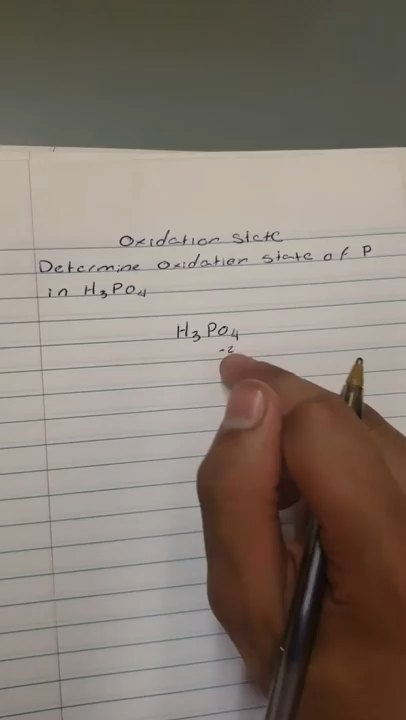 Oxidation state
Determine Oxidation state of P
in H₃PO₄
H₃PO₄
-2